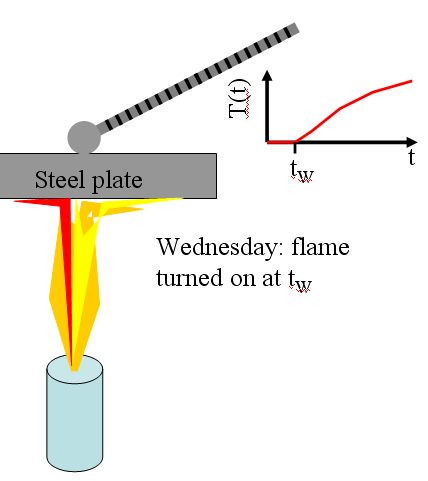 T(t)
t
tw
Steel plate
Wednesday: flame
turned on at tw